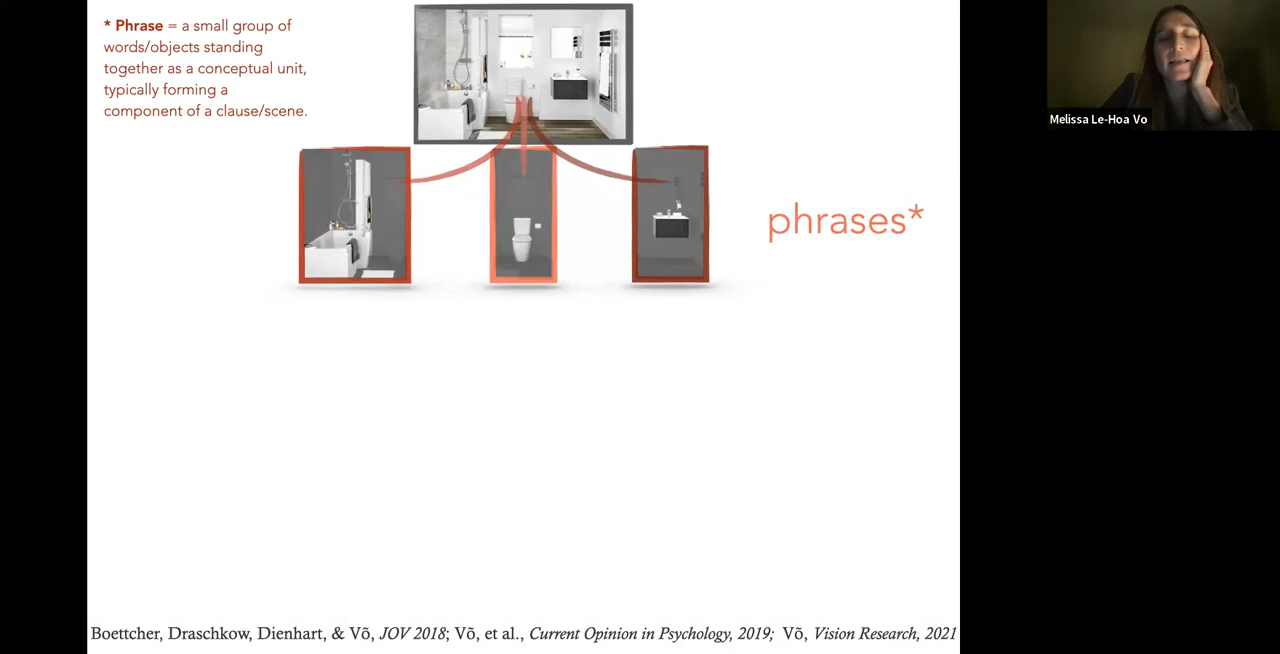 * Phrase = a small group of
words/objects standing
together as a conceptual unit,
typically forming a
component of a clause/scene.
Melissa Le-Hoa Vo
phrases*
Boettcher, Draschkow, Dienhart, & Võ, JOV 2018; Võ, et al., Current Opinion in Psychology, 2019; Võ, Vision Research, 2021